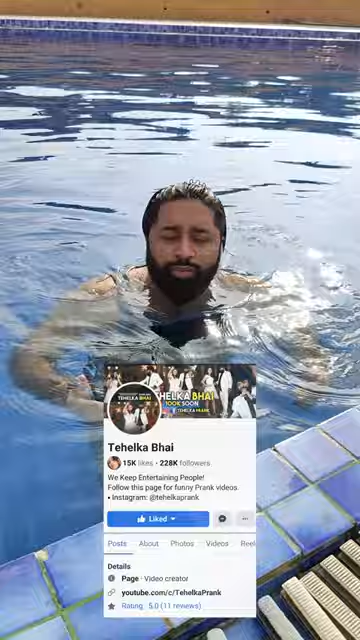 TEHELKA BHAI
TEHELKA BHAI
100K SOON
TEHELKA PRANK
Tehelka Bhai
15K likes • 228K followers
We Keep Entertaining People!
Follow this page for funny Prank videos.
• Instagram: @tehelkaprank
Liked
Posts About Photos Videos Reel
Details
Page · Video creator
youtube.com/c/TehelkaPrank
Rating · 5.0 (11 reviews)